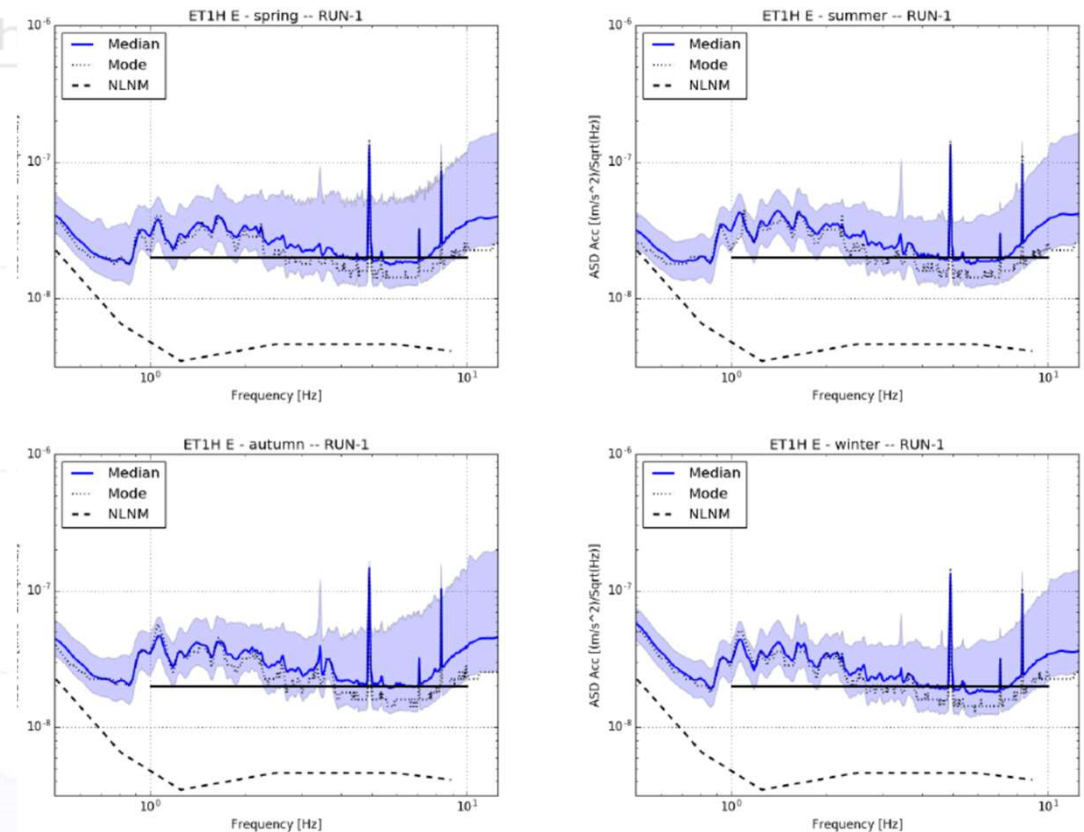 ET1H E - spring -- RUN-1
10^-6
10^-7
10^-8
Median
Mode
NLNM
10^0
10^1
Frequency [Hz]
ET1H E - summer -- RUN-1
ASD Acc [(m/s^2)/Sqrt(Hz)]
10^-6
10^-7
10^-8
Median
Mode
NLNM
10^0
10^1
Frequency [Hz]
ET1H E - autumn -- RUN-1
10^-6
10^-7
10^-8
Median
Mode
NLNM
10^0
10^1
Frequency [Hz]
ET1H E - winter -- RUN-1
ASD Acc [(m/s^2)/Sqrt(Hz)]
10^-6
10^-7
10^-8
Median
Mode
NLNM
10^0
10^1
Frequency [Hz]